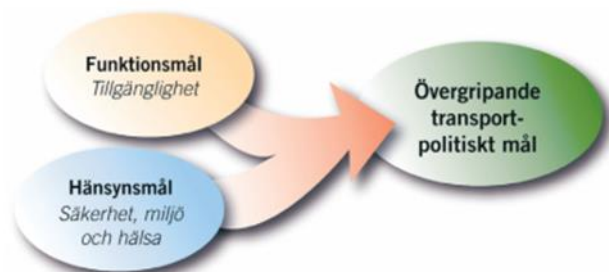 Funktionsmål
Tillgänglighet
Hänsynsmål
Säkerhet, miljö
och hälsa
Övergripande
transport-
politiskt mål